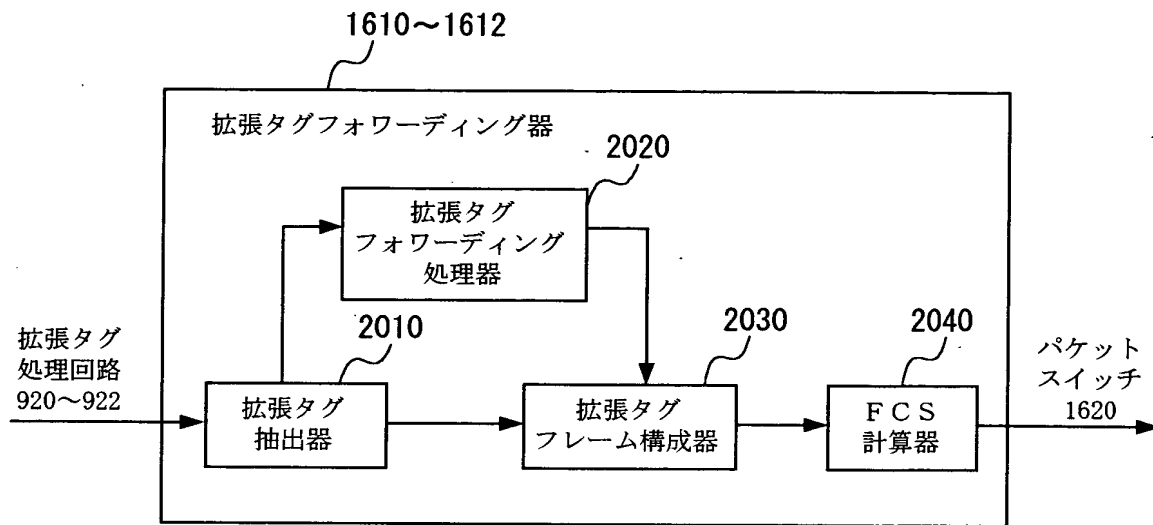 1610~1612
拡張タグフォワーディング器
2020
拡張タグ
フォワーディング
処理器
拡張タグ
処理回路
920~922
2010
拡張タグ
抽出器
2030
拡張タグ
フレーム構成器
2040
FCS
計算器
パケット
スイッチ
1620